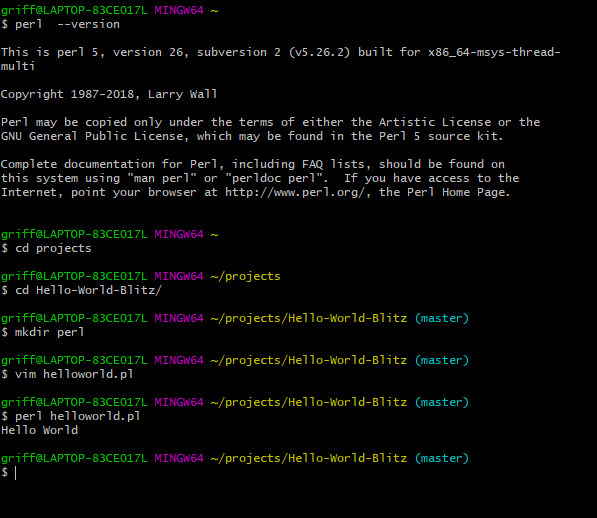 griff@LAPTOP-83CEO17L MINGW64 ~
$ perl  --version
This is perl 5, version 26, subversion 2 (v5.26.2) built for x86_64-msys-thread-
multi
Copyright 1987-2018, Larry Wall
Perl may be copied only under the terms of either the Artistic License or the
GNU General Public License, which may be found in the Perl 5 source kit.
Complete documentation for Perl, including FAQ lists, should be found on
this system using "man perl" or "perldoc perl".  If you have access to the
Internet, point your browser at http://www.perl.org/, the Perl Home Page.
griff@LAPTOP-83CEO17L MINGW64 ~
$ cd projects
griff@LAPTOP-83CEO17L MINGW64 ~/projects
$ cd Hello-World-Blitz/
griff@LAPTOP-83CEO17L MINGW64 ~/projects/Hello-World-Blitz (master)
$ mkdir perl
griff@LAPTOP-83CEO17L MINGW64 ~/projects/Hello-World-Blitz (master)
$ vim helloworld.pl
griff@LAPTOP-83CEO17L MINGW64 ~/projects/Hello-World-Blitz (master)
$ perl helloworld.pl
Hello World
griff@LAPTOP-83CEO17L MINGW64 ~/projects/Hello-World-Blitz (master)
$